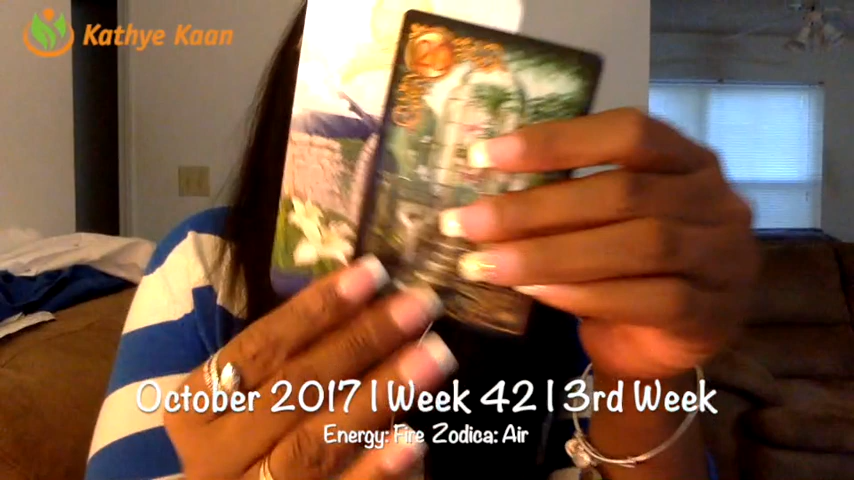 Kathye Kaan
October 2017 | Week 42 | 3rd Week
Energy: Fire Zodica: Air